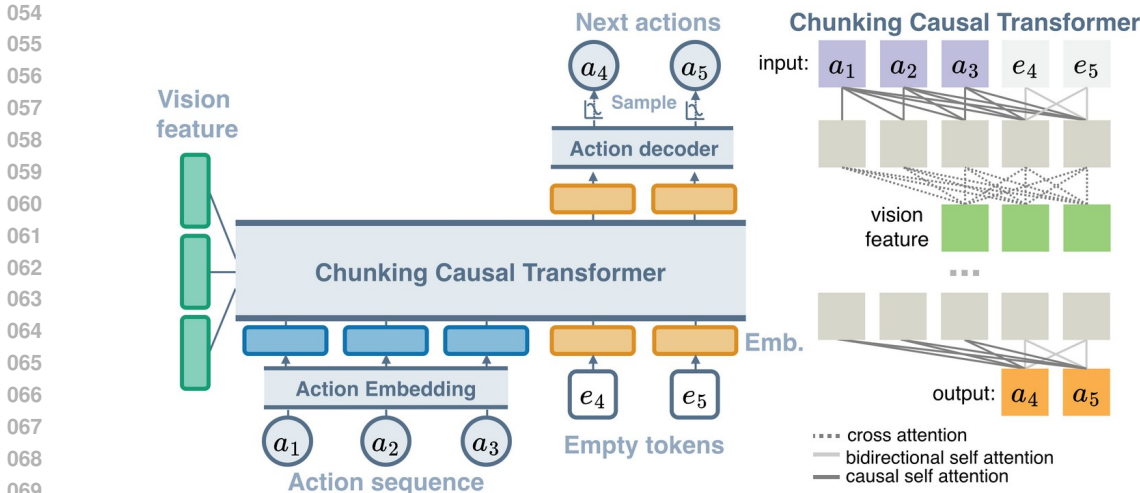 054
055
056
057
058
059
060
061
062
063
064
065
066
067
068
069
Next actions
a4 a5
Sample
Action decoder
Vision
feature
Chunking Causal Transformer
Emb.
Action Embedding
e4 e5
a1 a2 a3
Empty tokens
Action sequence
Chunking Causal Transformer
input: a1 a2 a3 e4 e5
vision
feature
...
output: a4 a5
cross attention
bidirectional self attention
causal self attention